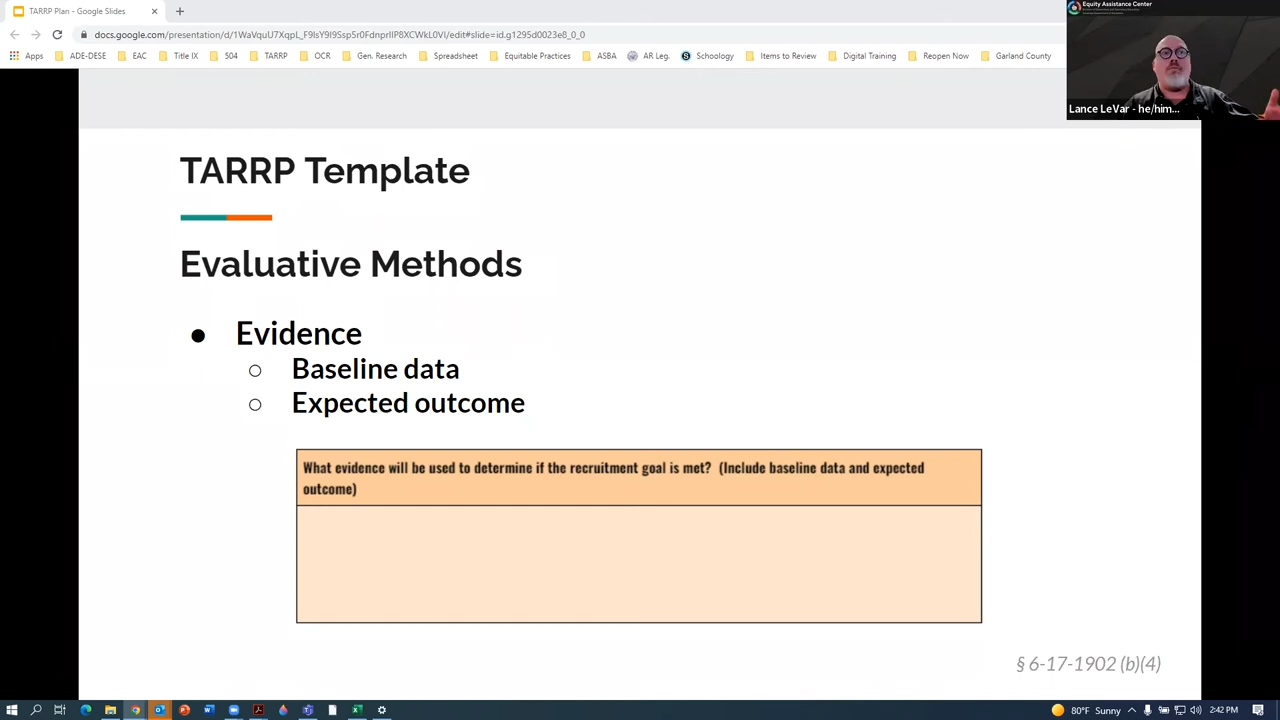 TARRP Plan - Google Slides
Equity Assistance Center
docs.google.com/presentation/d/1WaVquU7XqpL_F9lsY9I9Ssp5r0FdnprlIP8XCWkL0VI/edit#slide=id.g1295d0023e8_0_0
Apps ADE-DESE EAC Title IX 504 TARRP OCR Gen. Research Spreadsheet Equitable Practices ASBA AR Leg. Schoology Items to Review Digital Training Reopen Now Garland County
Lance LeVar - he/him...
TARRP Template
Evaluative Methods
● Evidence
○ Baseline data
○ Expected outcome
What evidence will be used to determine if the recruitment goal is met? (Include baseline data and expected
outcome)
§ 6-17-1902 (b)(4)
80°F Sunny 2:42 PM